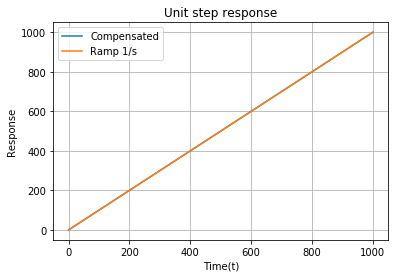 Unit step response
Compensated
Ramp 1/s
Response
1000
800
600
400
200
0
0 200 400 600 800 1000
Time(t)